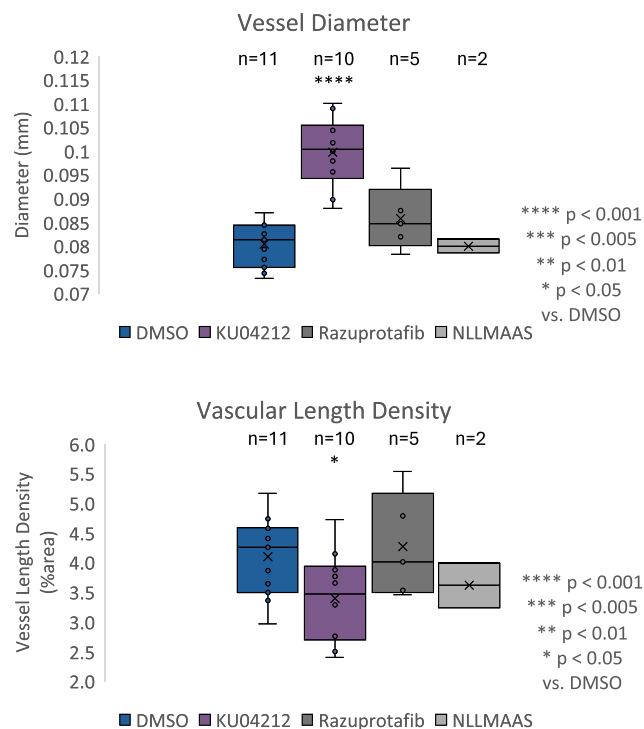 Vessel Diameter
n=11 n=10 n=5 n=2
****
Diameter (mm)
0.12
0.115
0.11
0.105
0.1
0.095
0.09
0.085
0.08
0.075
0.07
**** p < 0.001
*** p < 0.005
** p < 0.01
* p < 0.05
vs. DMSO
DMSO KU04212 Razuprotafib NLLMAAS
Vascular Length Density
n=11 n=10 n=5 n=2
*
Vessel Length Density
(%area)
6.0
5.5
5.0
4.5
4.0
3.5
3.0
2.5
2.0
**** p < 0.001
*** p < 0.005
** p < 0.01
* p < 0.05
vs. DMSO
DMSO KU04212 Razuprotafib NLLMAAS